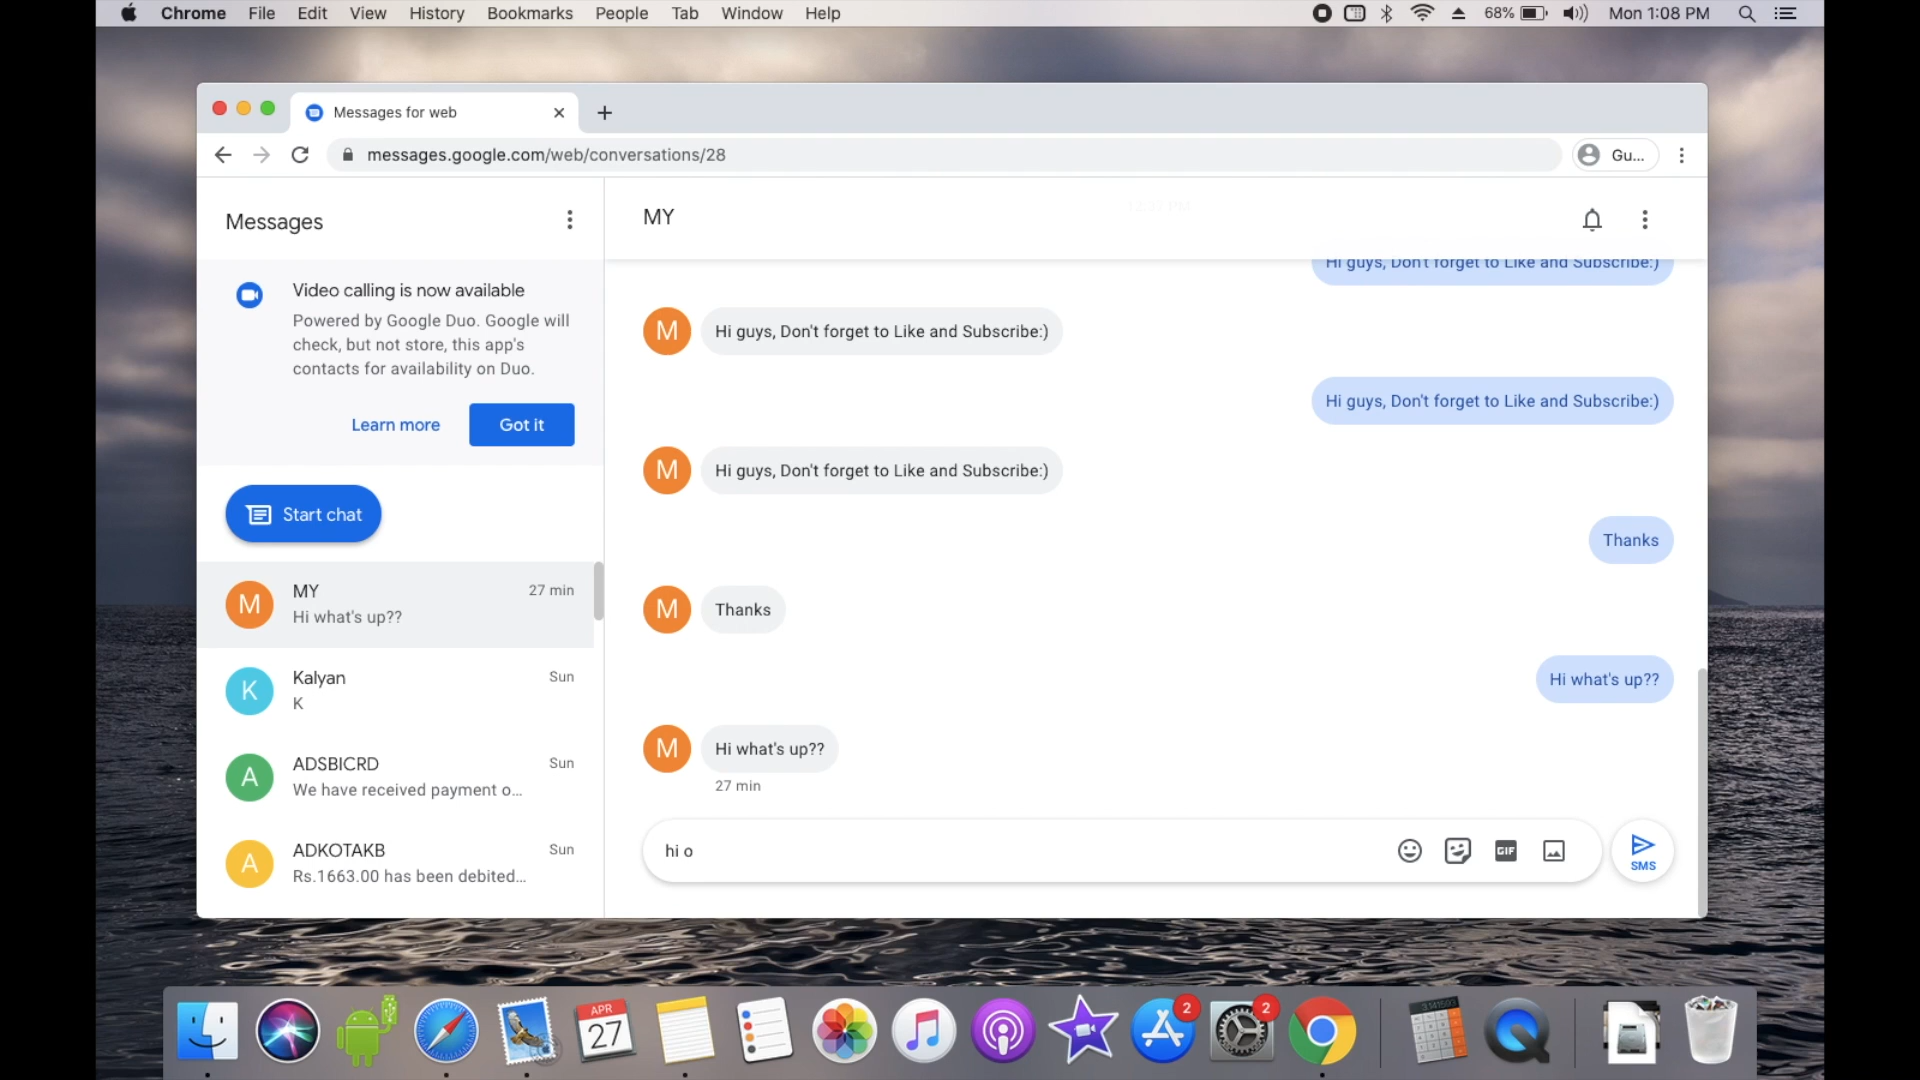 Chrome File Edit View History Bookmarks People Tab Window Help
68% Mon 1:08 PM
Messages for web
messages.google.com/web/conversations/28
Gu...
Messages
Video calling is now available
Powered by Google Duo. Google will
check, but not store, this app's
contacts for availability on Duo.
Learn more
Got it
Start chat
MY 27 min
Hi what's up??
Kalyan Sun
K
K
ADSBICRD Sun
A
We have received payment o...
ADKOTAKB Sun
A
Rs.1663.00 has been debited...
M
MY
Hi guys, Don't forget to Like and Subscribe:)
M
Hi guys, Don't forget to Like and Subscribe:)
Hi guys, Don't forget to Like and Subscribe:)
M
Hi guys, Don't forget to Like and Subscribe:)
Thanks
M
Thanks
Hi what's up??
M
Hi what's up??
27 min
hi o
GIF
SMS
APR
27
2
2